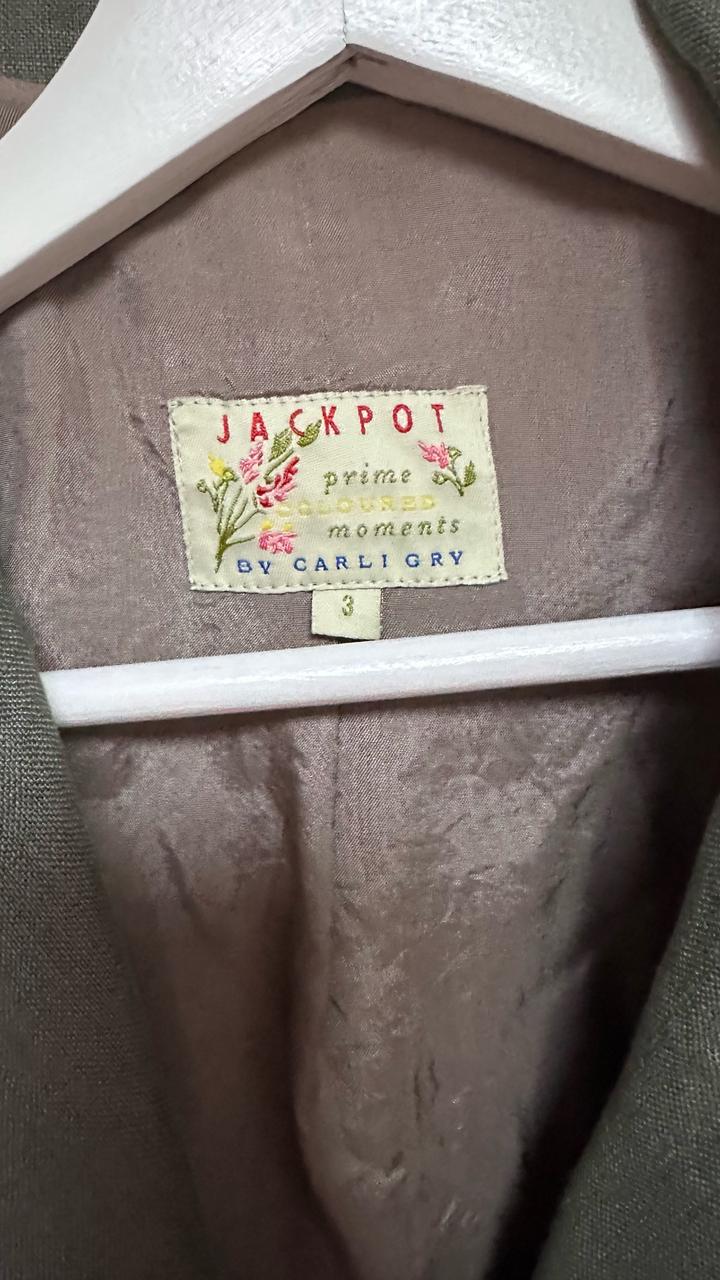 JACKPOT
prime
COLOURED
moments
BY CARLI GRY
3